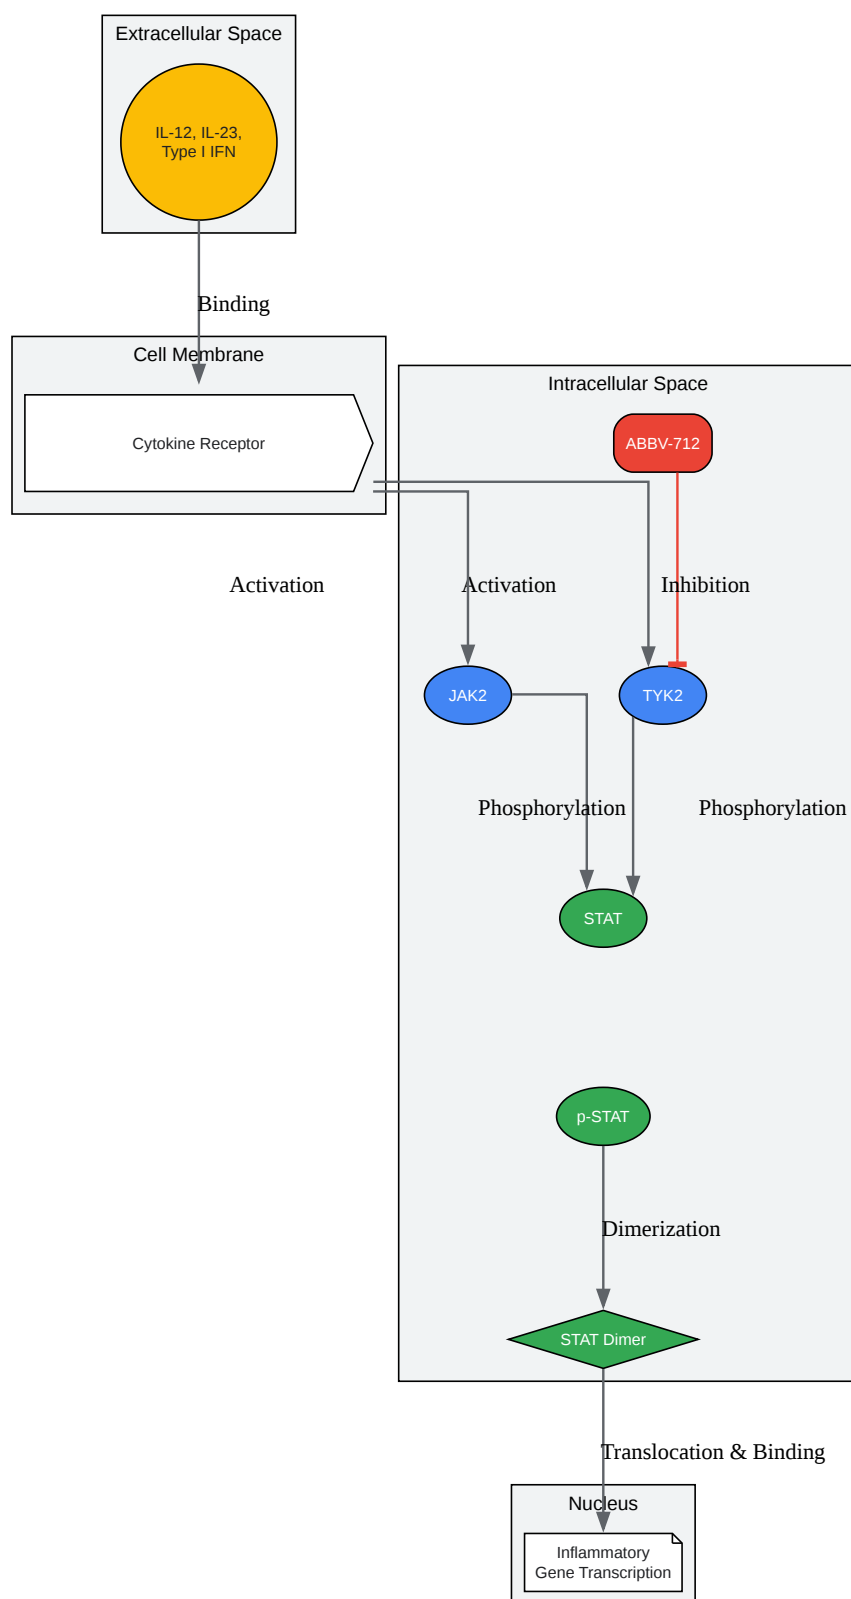 Extracellular Space
IL-12, IL-23,
Type I IFN
Binding
Cell Membrane
Cytokine Receptor
Intracellular Space
ABBV-712
Activation
Activation
Inhibition
JAK2
TYK2
Phosphorylation
Phosphorylation
STAT
p-STAT
Dimerization
STAT Dimer
Translocation & Binding
Nucleus
Inflammatory
Gene Transcription